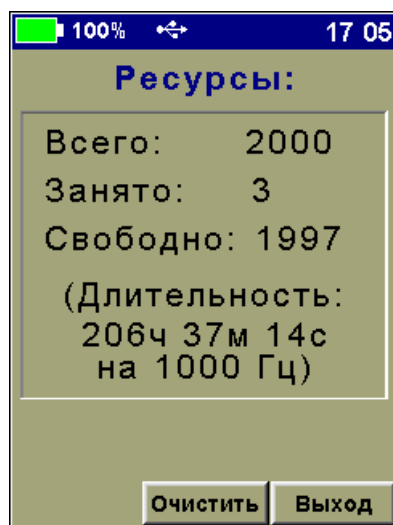 100% 17 05
Ресурсы:
Всего: 2000
Занято: 3
Свободно: 1997
(Длительность:
206ч 37м 14с
на 1000 Гц)
Очистить Выход